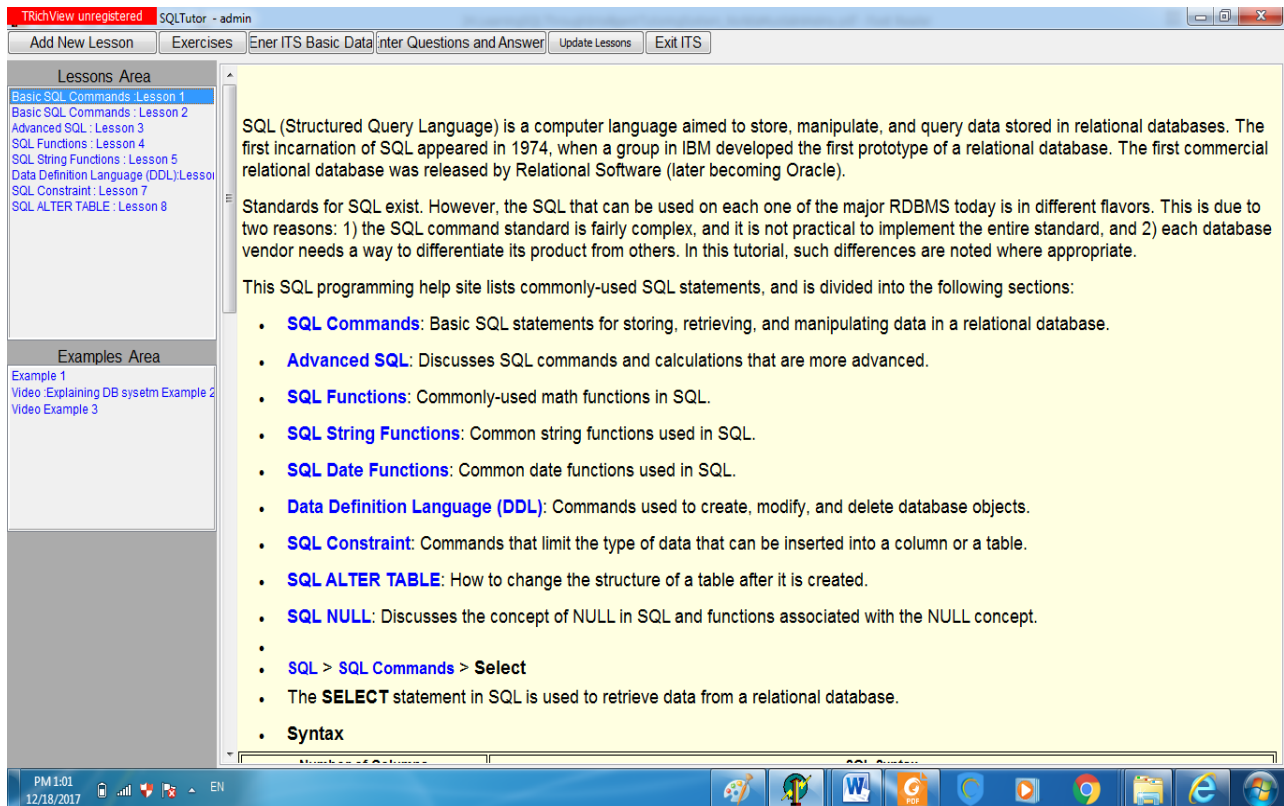 TRichView unregistered SQLTutor - admin
Add New Lesson Exercises Ener ITS Basic Data nter Questions and Answer Update Lessons Exit ITS
Lessons Area
Basic SQL Commands :Lesson 1
Basic SQL Commands : Lesson 2
Advanced SQL : Lesson 3
SQL Functions : Lesson 4
SQL String Functions : Lesson 5
Data Definition Language (DDL):Lesson
SQL Constraint : Lesson 7
SQL ALTER TABLE : Lesson 8
Examples Area
Example 1
Video :Explaining DB sysetm Example 2
Video Example 3
SQL (Structured Query Language) is a computer language aimed to store, manipulate, and query data stored in relational databases. The
first incarnation of SQL appeared in 1974, when a group in IBM developed the first prototype of a relational database. The first commercial
relational database was released by Relational Software (later becoming Oracle).
Standards for SQL exist. However, the SQL that can be used on each one of the major RDBMS today is in different flavors. This is due to
two reasons: 1) the SQL command standard is fairly complex, and it is not practical to implement the entire standard, and 2) each database
vendor needs a way to differentiate its product from others. In this tutorial, such differences are noted where appropriate.
This SQL programming help site lists commonly-used SQL statements, and is divided into the following sections:
• SQL Commands: Basic SQL statements for storing, retrieving, and manipulating data in a relational database.
• Advanced SQL: Discusses SQL commands and calculations that are more advanced.
• SQL Functions: Commonly-used math functions in SQL.
• SQL String Functions: Common string functions used in SQL.
• SQL Date Functions: Common date functions used in SQL.
• Data Definition Language (DDL): Commands used to create, modify, and delete database objects.
• SQL Constraint: Commands that limit the type of data that can be inserted into a column or a table.
• SQL ALTER TABLE: How to change the structure of a table after it is created.
• SQL NULL: Discusses the concept of NULL in SQL and functions associated with the NULL concept.
•
• SQL > SQL Commands > Select
• The SELECT statement in SQL is used to retrieve data from a relational database.
• Syntax
Number of Columns SQL Syntax
PM 1:01
12/18/2017
EN
PDF